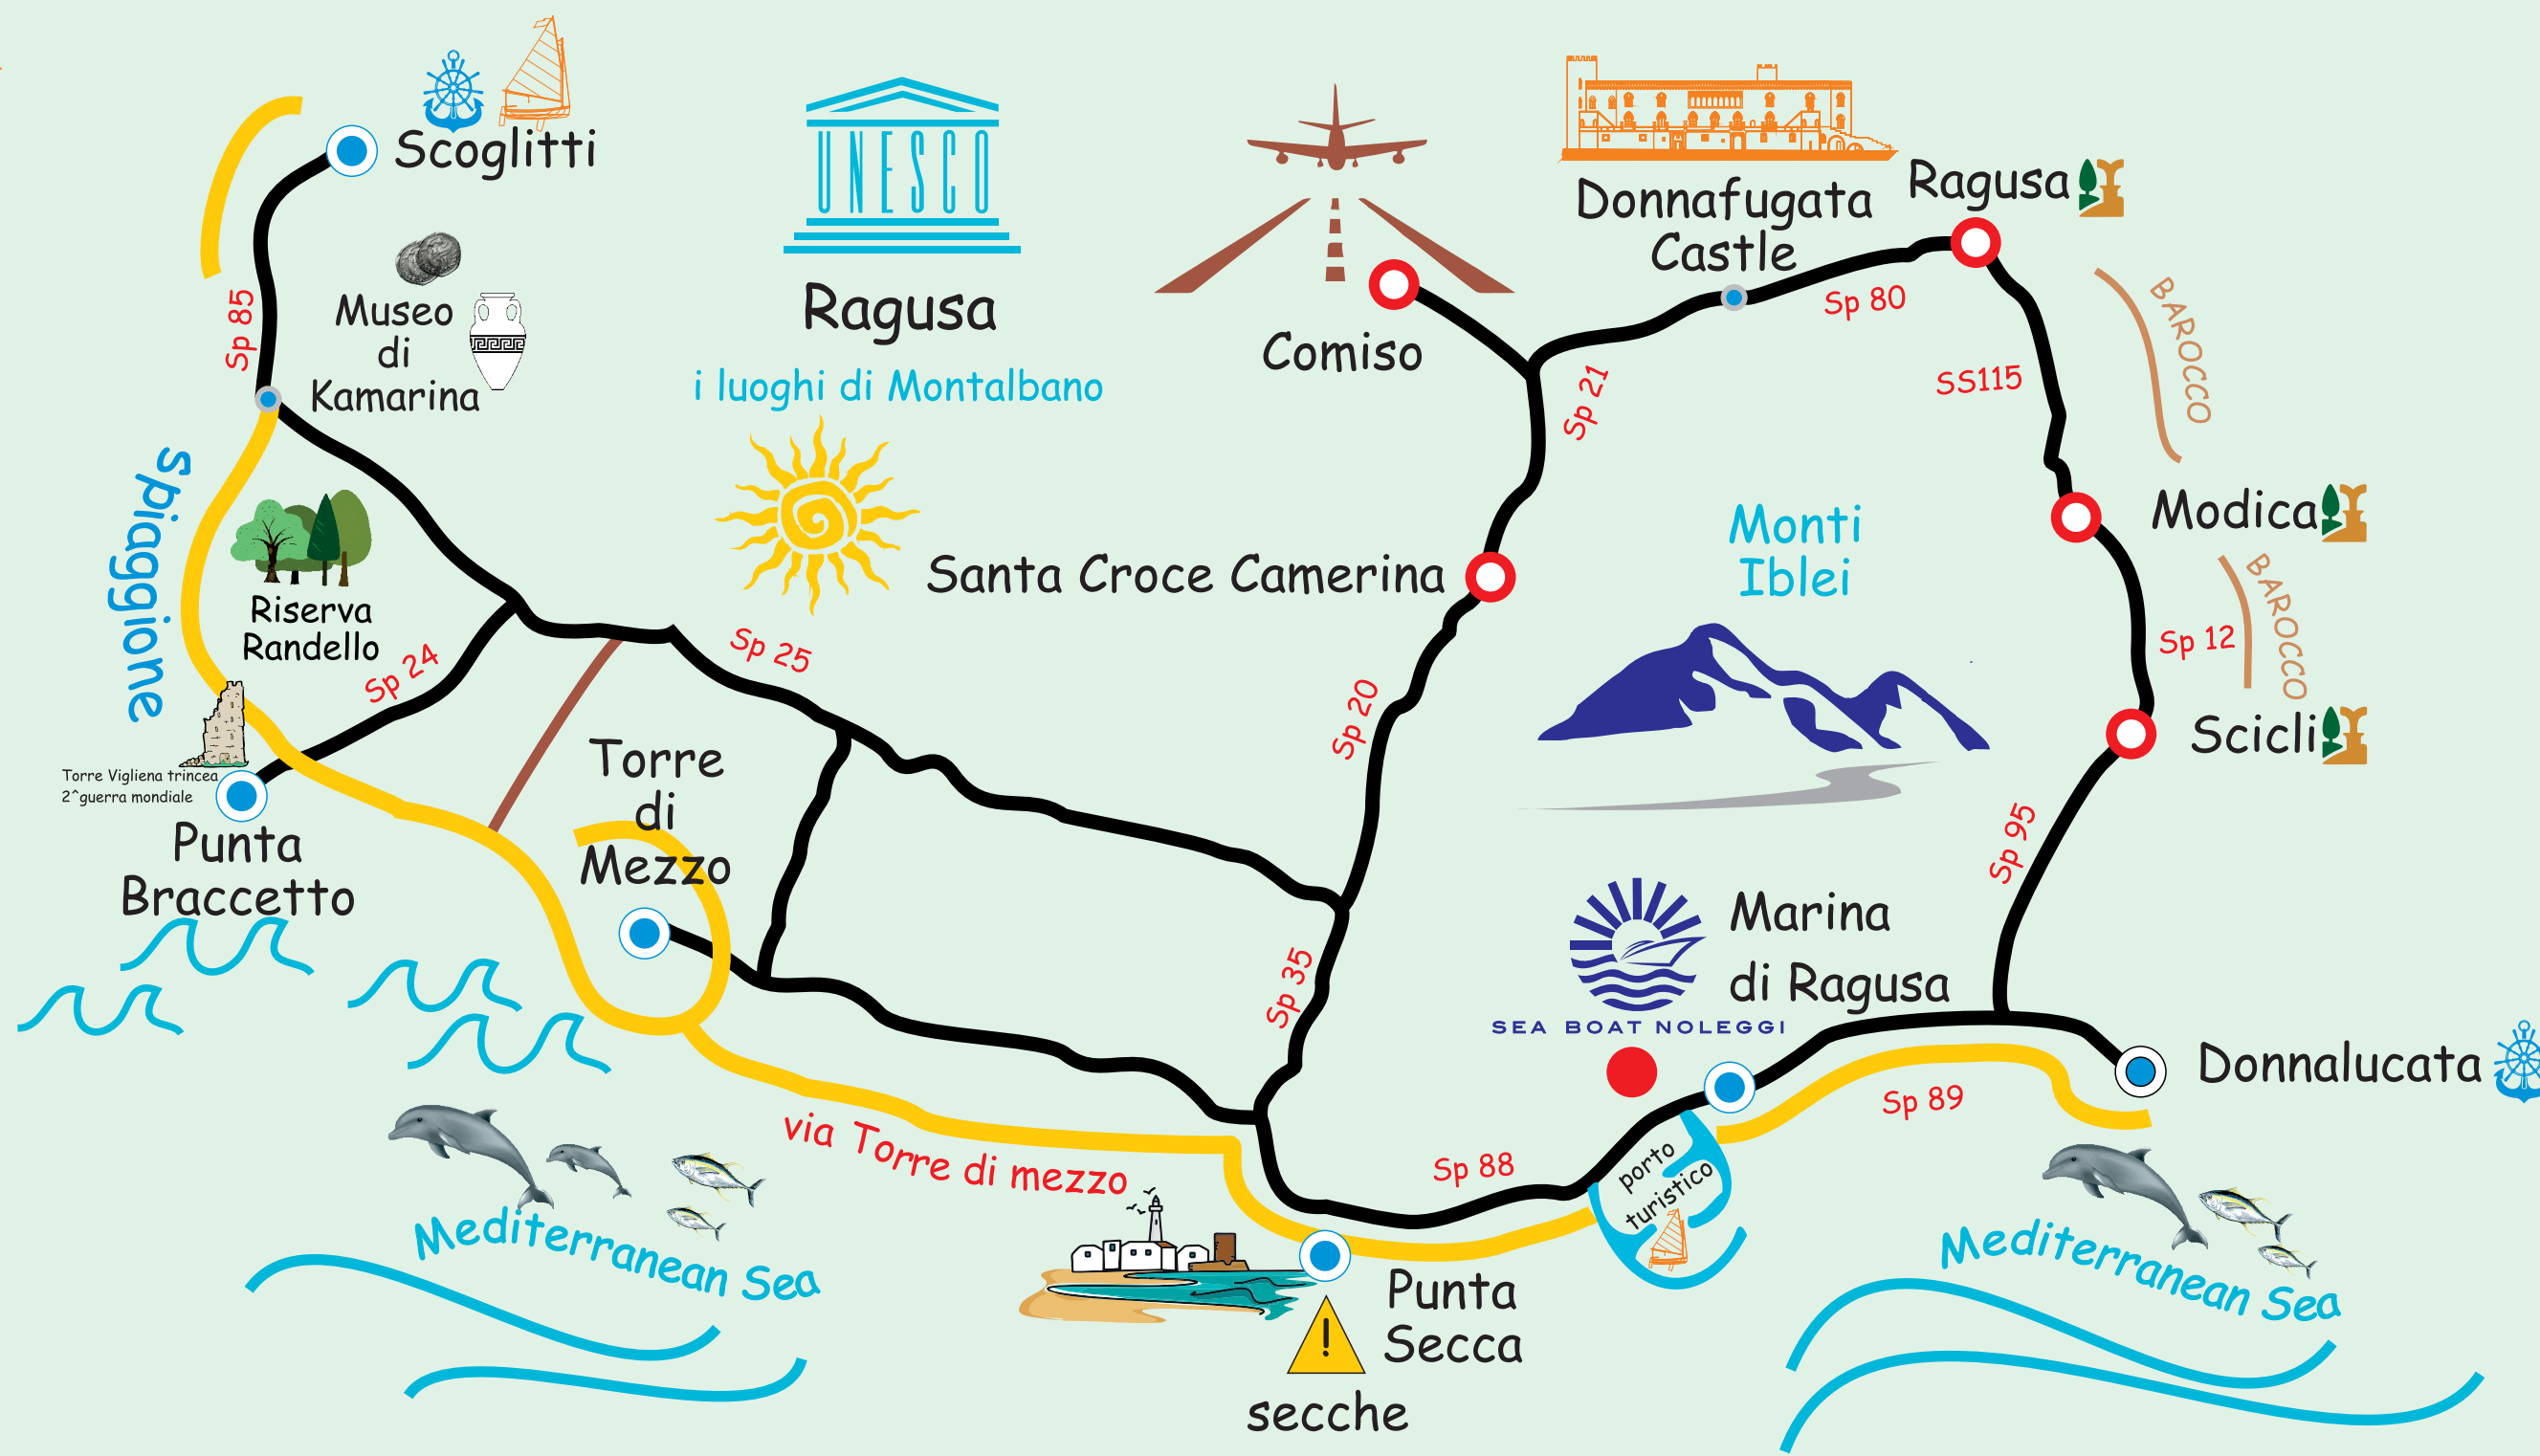 Scoglitti
UNESCO
Ragusa
i luoghi di Montalbano
Museo
di
Kamarina
Sp 85
Comiso
Donnafugata
Castle
Ragusa
Sp 80
Sp 21
SS115
BAROCCO
Modica
BAROCCO
Sp 12
Scicli
Monti
Iblei
Santa Croce Camerina
Sp 20
Spiaggione
Riserva
Randello
Sp 24
Sp 25
Torre Vigliena trincea
2^guerra mondiale
Punta
Braccetto
Torre
di
Mezzo
Sp 35
Sp 95
Marina
di Ragusa
SEA BOAT NOLEGGI
Donnalucata
Sp 89
Sp 88
porto
turistico
via Torre di mezzo
Mediterranean Sea
Mediterranean Sea
Punta
Secca
!
secche